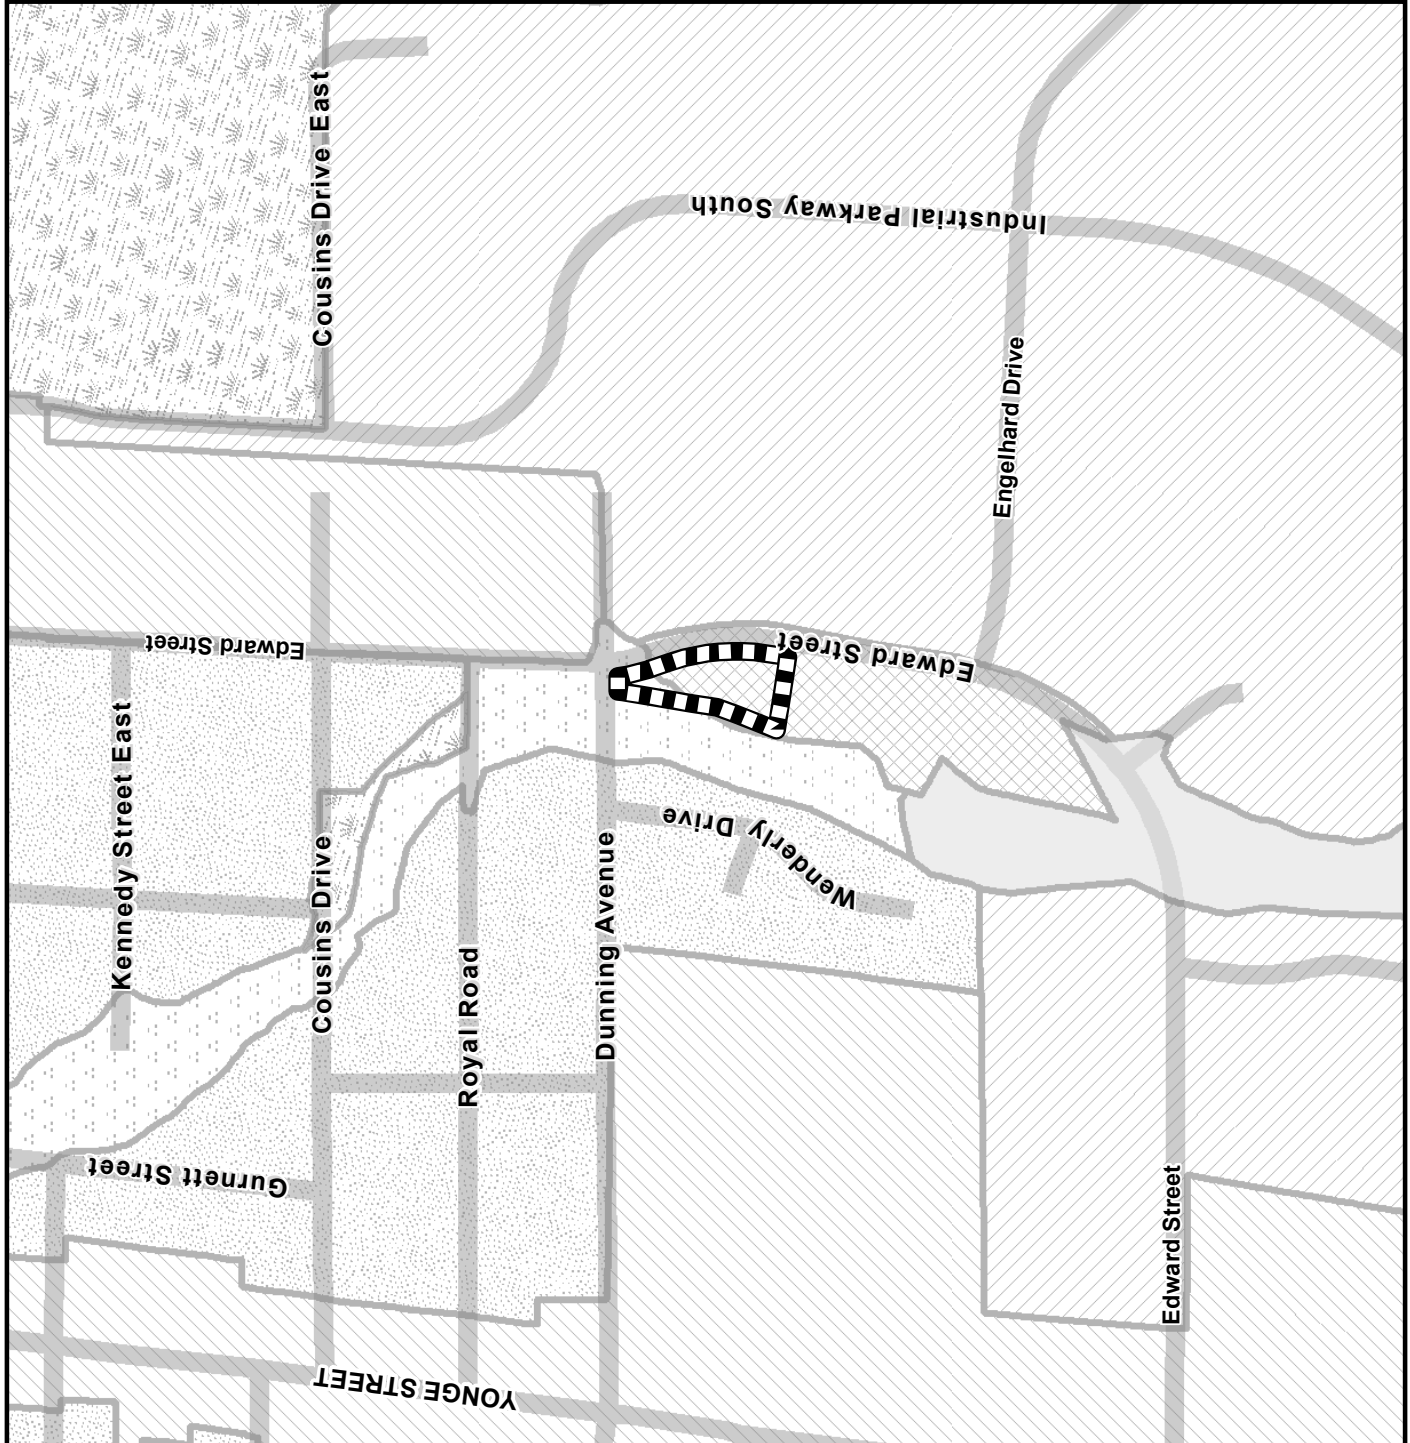 Cousins Drive East
Industrial Parkway South
Engelhard Drive
Edward Street
Edward Street
Kennedy Street East
Wenderly Drive
Cousins Drive
Dunning Avenue
Royal Road
Gurnett Street
Edward Street
YONGE STREET